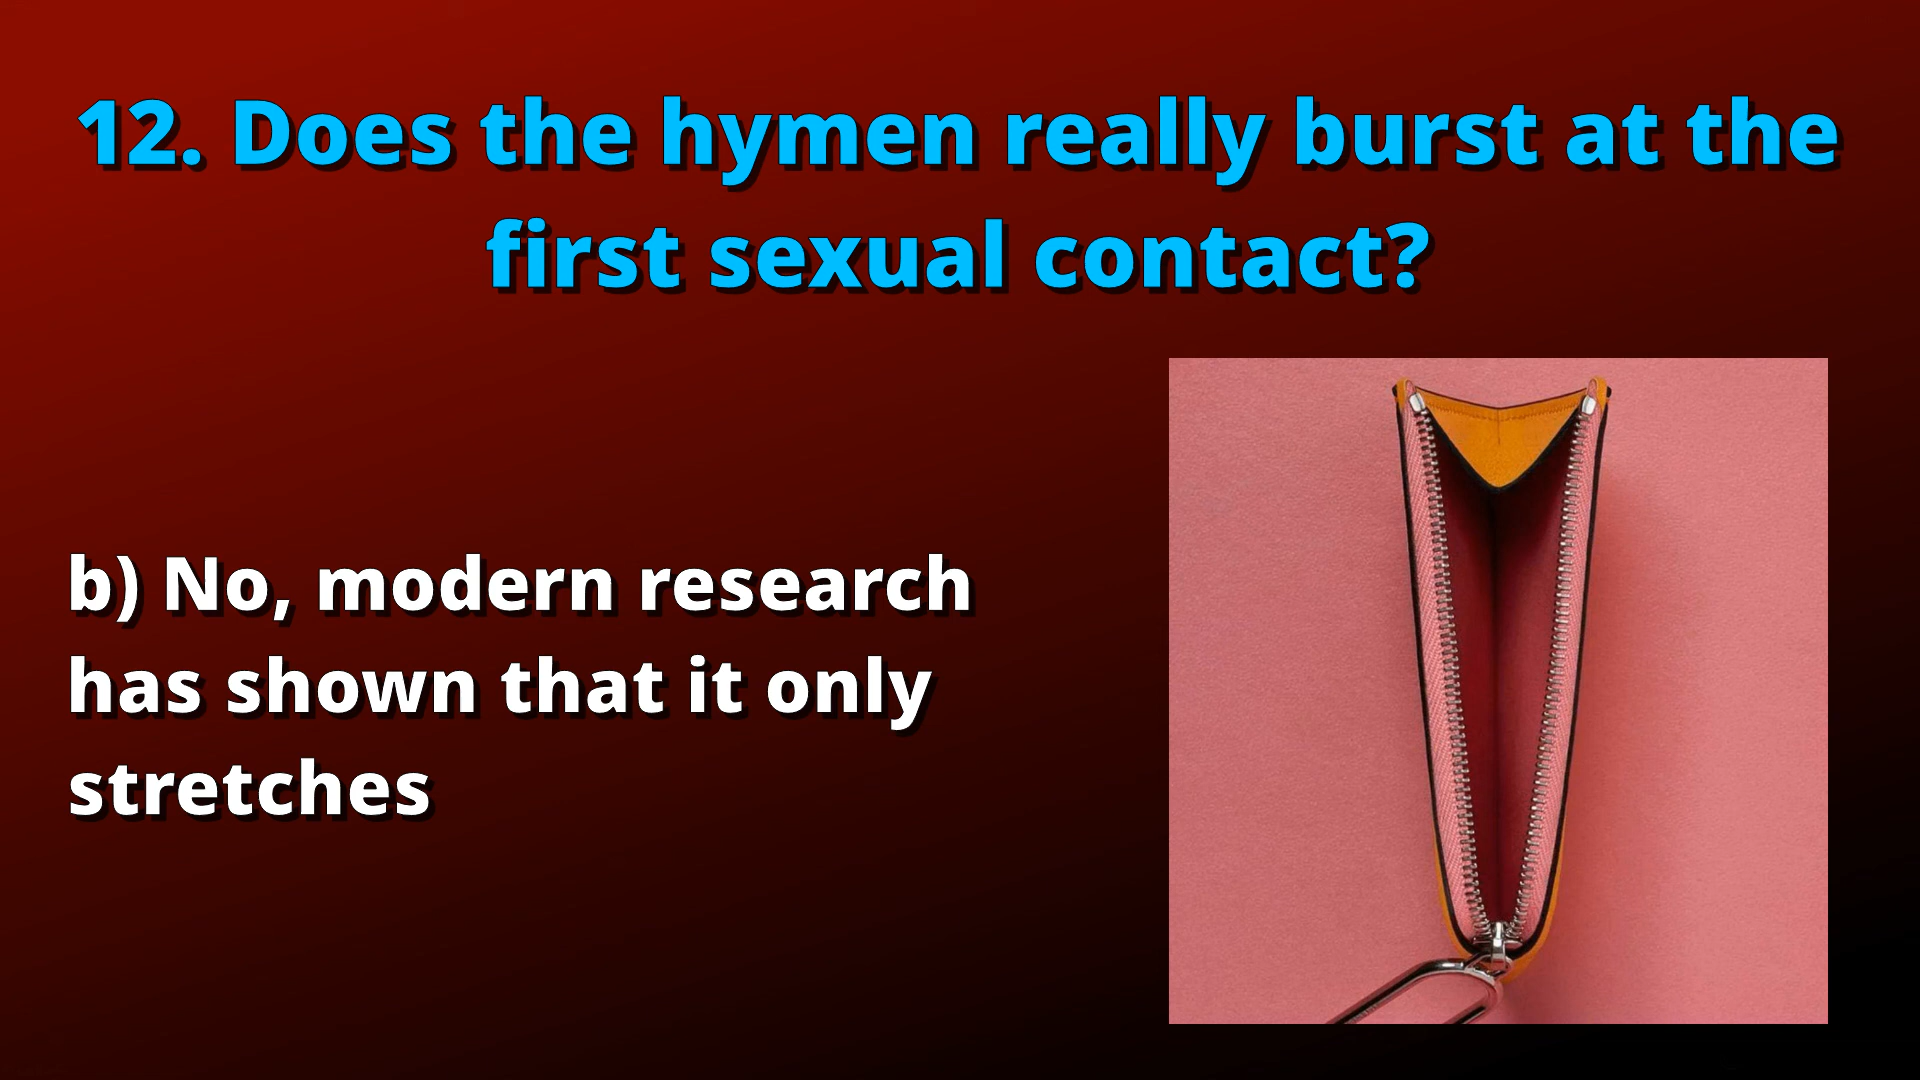 12. Does the hymen really burst at the
first sexual contact?
b) No, modern research
has shown that it only
stretches